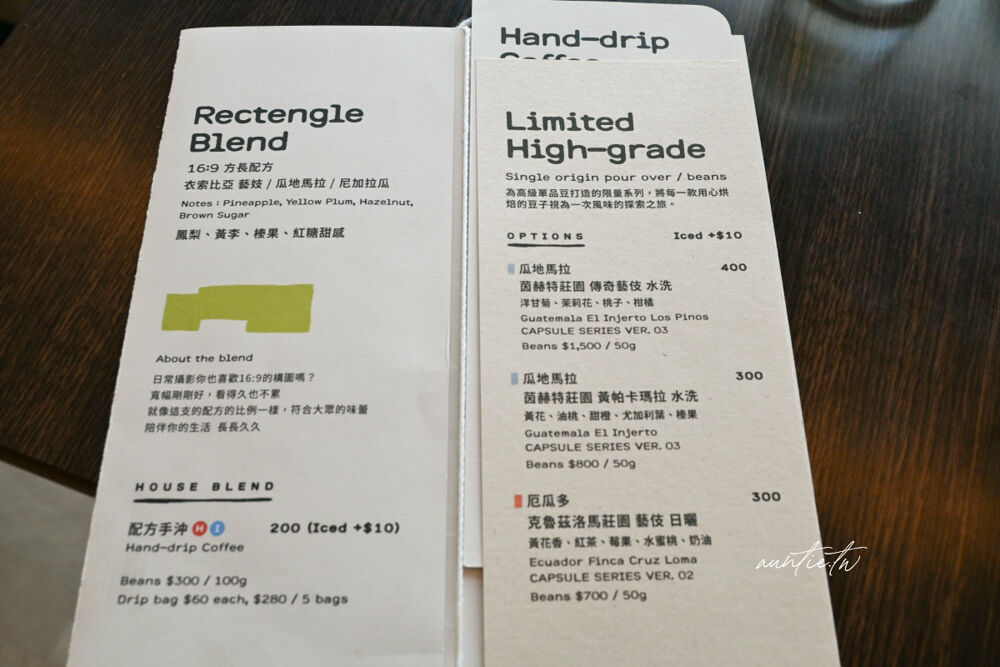 Rectengle
Blend
16:9 方長配方
衣索比亞 藝妓 / 瓜地馬拉 / 尼加拉瓜
Notes : Pineapple, Yellow Plum, Hazelnut,
Brown Sugar
鳳梨、黃李、榛果、紅糖甜感
About the blend
日常攝影你也喜歡16:9的構圖嗎？
寬幅剛剛好，看得久也不累
就像這支的配方的比例一樣，符合大眾的味蕾
陪伴你的生活 長長久久
HOUSE BLEND
配方手沖 H I 200 (Iced +$10)
Hand-drip Coffee
Beans $300 / 100g
Drip bag $60 each, $280 / 5 bags
Hand-drip
Coffee
Limited
High-grade
Single origin pour over / beans
為高級單品豆打造的限量系列，將每一款用心烘
焙的豆子視為一次風味的探索之旅。
OPTIONS Iced +$10
瓜地馬拉 400
茵赫特莊園 傳奇藝伎 水洗
洋甘菊、茉莉花、桃子、柑橘
Guatemala El Injerto Los Pinos
CAPSULE SERIES VER. 03
Beans $1,500 / 50g
瓜地馬拉 300
茵赫特莊園 黃帕卡瑪拉 水洗
黃花、油桃、甜橙、尤加利葉、榛果
Guatemala El Injerto
CAPSULE SERIES VER. 03
Beans $800 / 50g
厄瓜多 300
克魯茲洛馬莊園 藝伎 日曬
黃花香、紅茶、莓果、水蜜桃、奶油
Ecuador Finca Cruz Loma
CAPSULE SERIES VER. 02
Beans $700 / 50g
auntie.tw